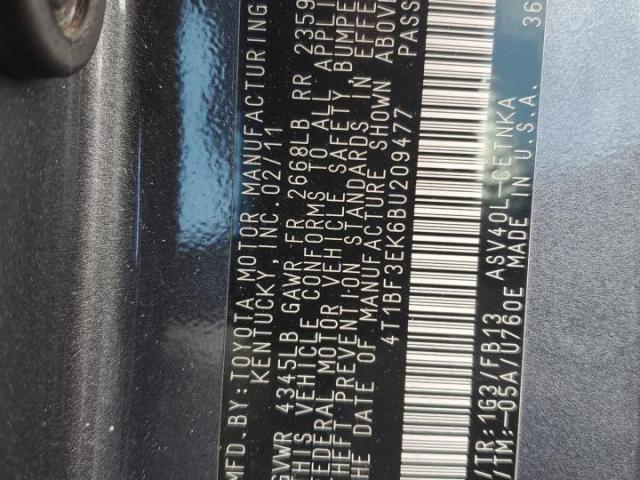 MFD.BY:TOYOTA MOTOR MANUFACTURING
KENTUCKY,INC.02/11
GVWR 4345LB GAWR FR 2668LB RR 2359
THIS VEHICLE CONFORMS TO ALL APPLI
FEDERAL MOTOR VEHICLE SAFETY, BUMPE
THEFT PREVENTION STANDARDS IN EFFE
THE DATE OF MANUFACTURE SHOWN ABOV
4T1BF3EK6BU209477 PASS
/TR:1G3/FB13 ASV40L-CETNKA
/TM:-05A/U760E MADE IN U.S.A. 36